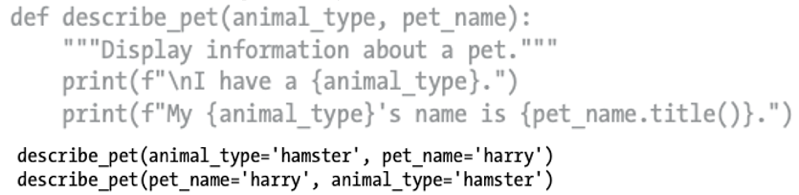 def describe_pet(animal_type, pet_name):
    """Display information about a pet."""
    print(f"\nI have a {animal_type}.")
    print(f"My {animal_type}'s name is {pet_name.title()}.")
describe_pet(animal_type='hamster', pet_name='harry')
describe_pet(pet_name='harry', animal_type='hamster')